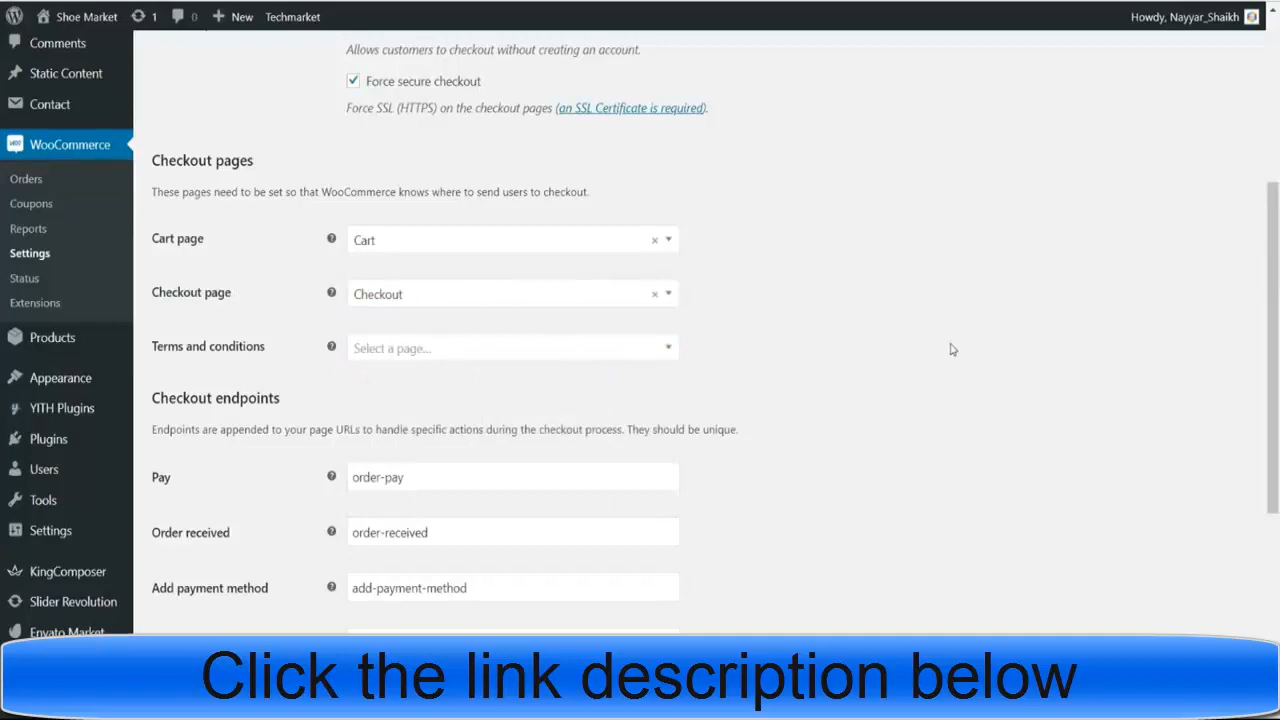 Shoe Market 1 0 New Techmarket Howdy, Nayyar_Shaikh
Comments
Static Content
Contact
WooCommerce
Orders
Coupons
Reports
Settings
Status
Extensions
Products
Appearance
YITH Plugins
Plugins
Users
Tools
Settings
KingComposer
Slider Revolution
Envato Market
Allows customers to checkout without creating an account.
Force secure checkout
Force SSL (HTTPS) on the checkout pages (an SSL Certificate is required).
Checkout pages
These pages need to be set so that WooCommerce knows where to send users to checkout.
Cart page Cart
Checkout page Checkout
Terms and conditions Select a page...
Checkout endpoints
Endpoints are appended to your page URLs to handle specific actions during the checkout process. They should be unique.
Pay order-pay
Order received order-received
Add payment method add-payment-method
Click the link description below